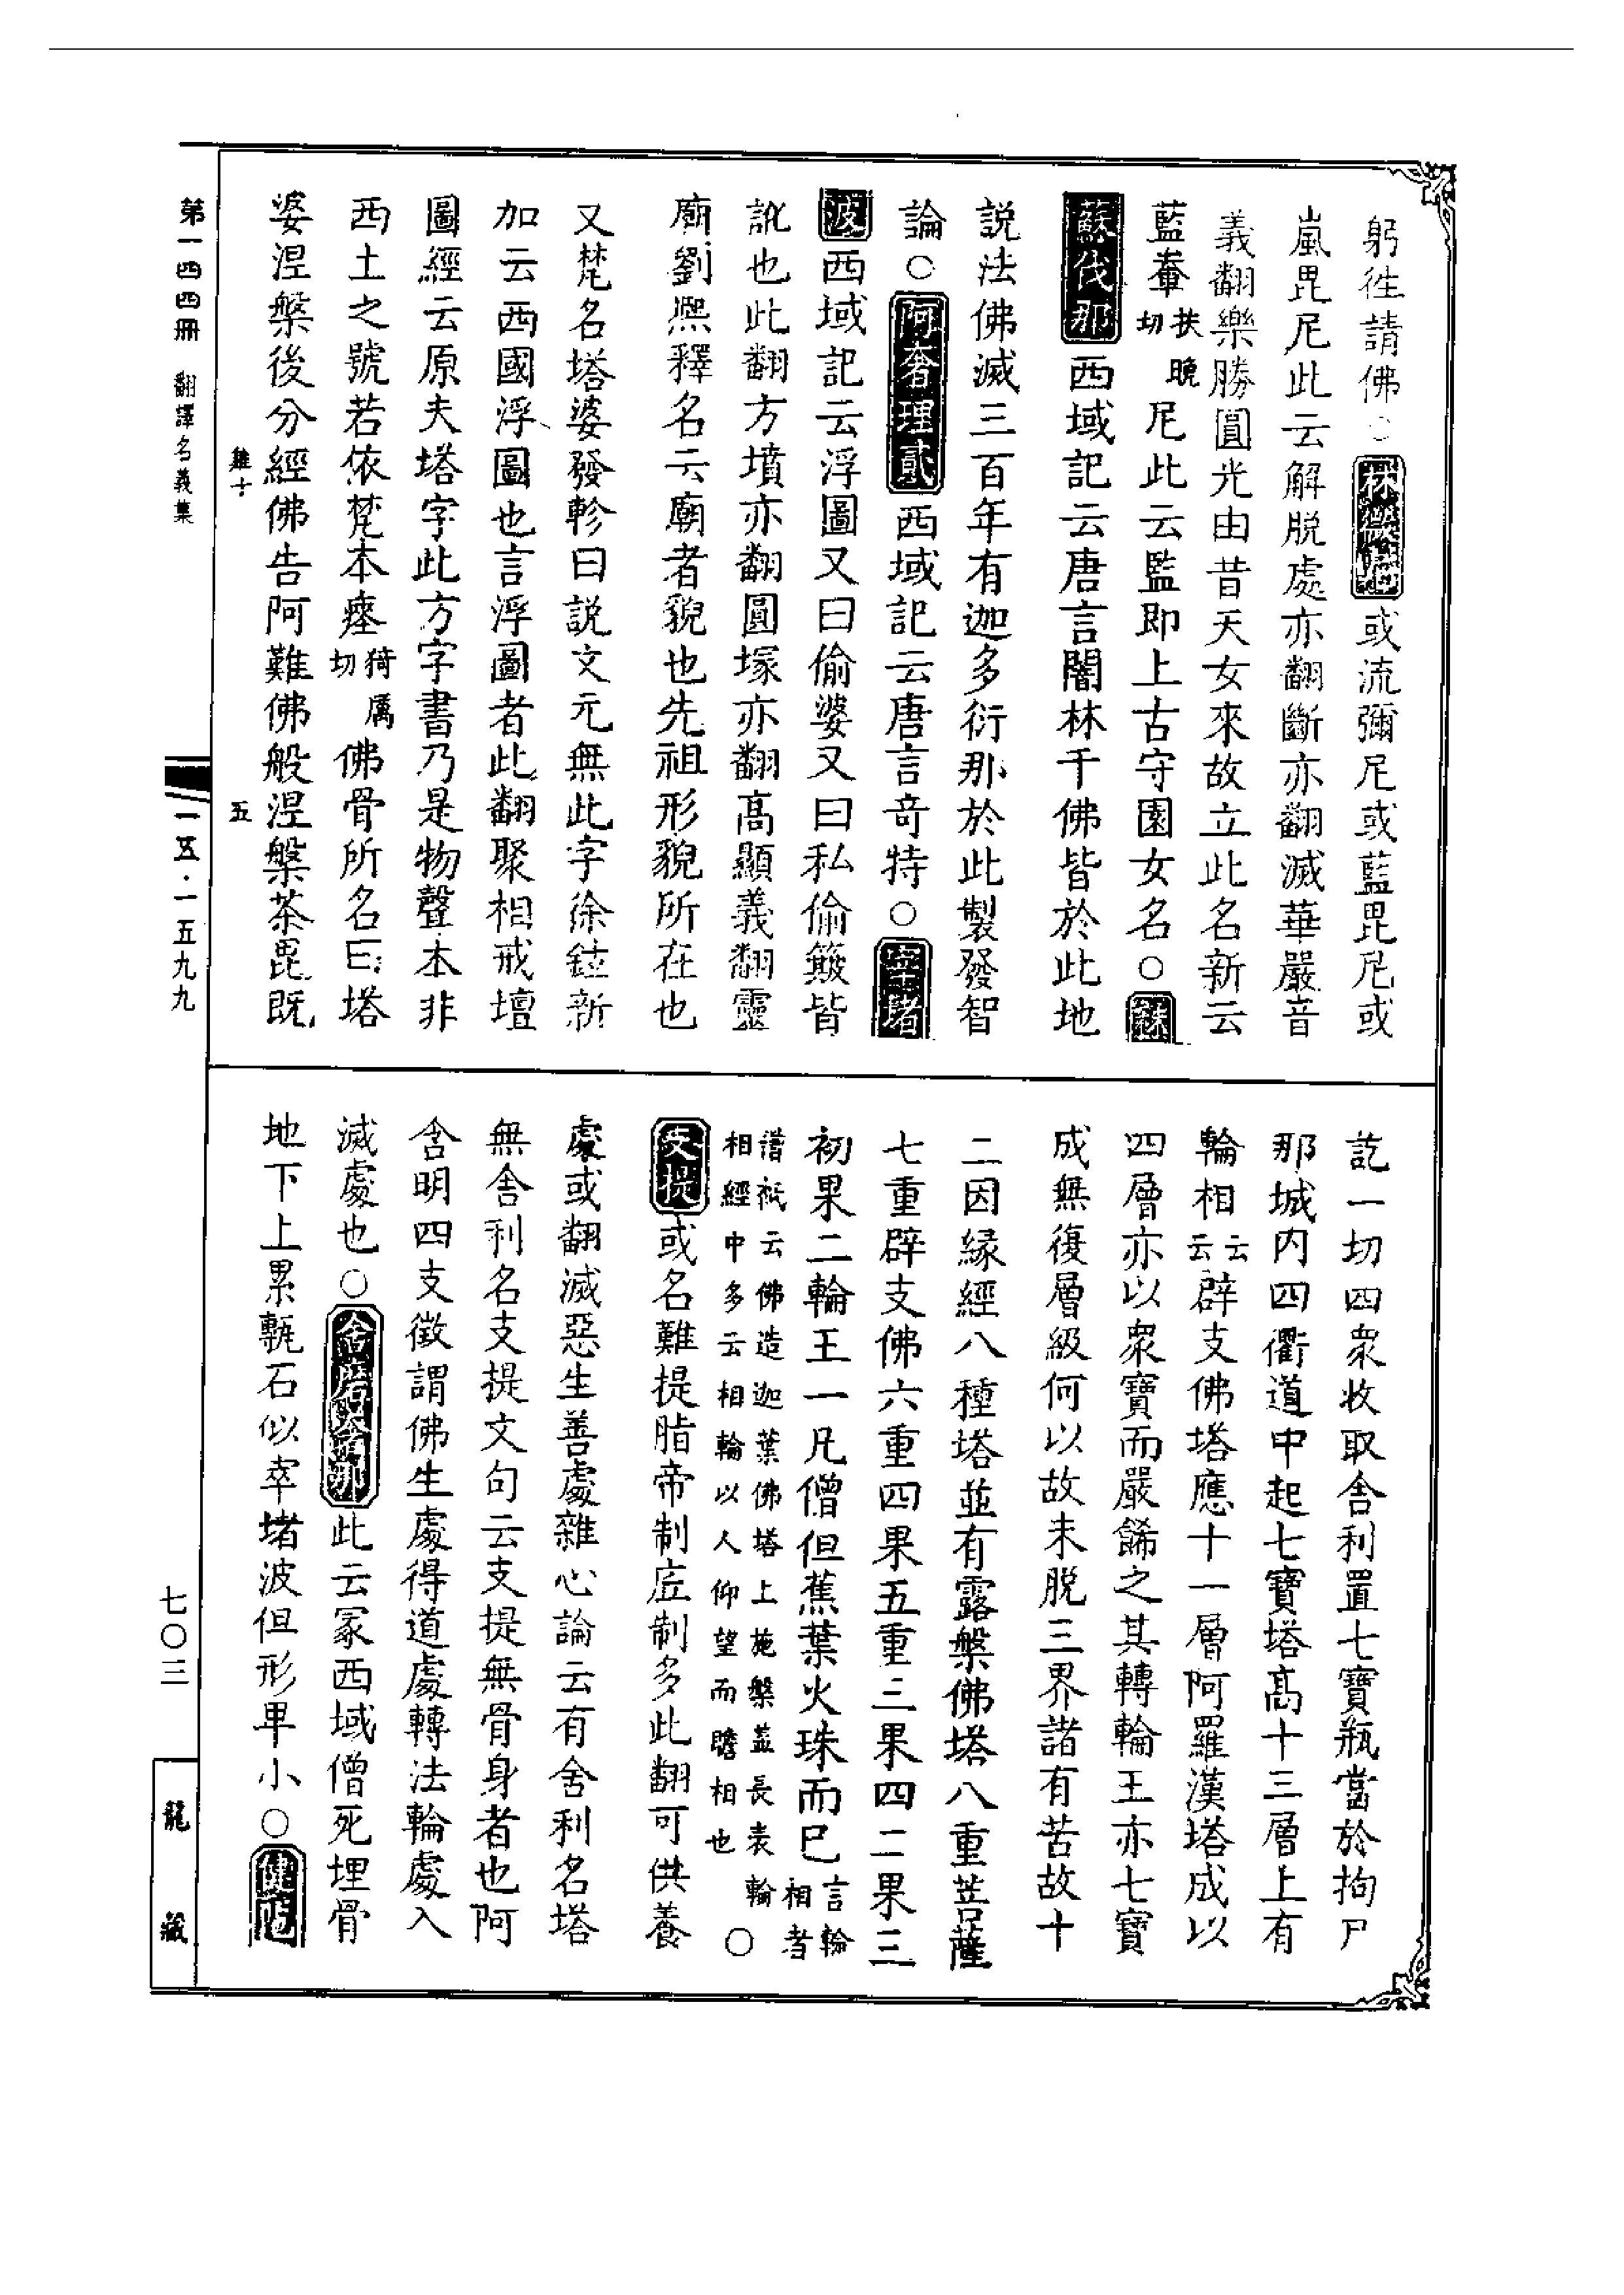 躬徃請佛○林微尼或流彌尼或藍毘尼或
嵐毘尼此云解脱處亦翻斷亦翻滅華嚴音
義翻樂勝圓光由昔天女來故立此名新云
藍軬扶晚切尼此云監即上古守園女名○蘇
蘇伐那西域記云唐言闇林千佛皆於此地
説法佛滅三百年有迦多衍那於此製發智
論○阿奢理貳西域記云唐言竒特○窣堵
波西域記云浮圖又曰偷婆又曰私偷簸皆
訛也此翻方墳亦翻圓塚亦翻髙顯義翻靈
廟劉熈釋名云廟者貌也先祖形貌所在也
又梵名塔婆發軫曰説文元無此字徐鉉新
加云西國浮圖也言浮圖者此翻聚相戒壇
圖經云原夫塔字此方字書乃是物聲本非
西土之號若依梵本瘞猗厲切佛骨所名曰塔
婆涅槃後分經佛告阿難佛般涅槃茶毘既
訖一切四衆收取舍利置七寶瓶當於拘尸
那城内四衢道中起七寶塔髙十三層上有
輪相云云辟支佛塔應十一層阿羅漢塔成以
四層亦以衆寶而嚴餙之其轉輪王亦七寶
成無復層級何以故未脱三界諸有苦故十
二因縁經八種塔並有露槃佛塔八重菩薩
七重辟支佛六重四果五重三果四二果三
初果二輪王一凡僧但蕉葉火珠而已言輪相者輪
僧祇云佛造迦葉佛塔上施槃蓋長表輪
相經中多云相輪以人仰望而瞻相也○
支提或名難提脂帝制底制多此翻可供養
處或翻滅惡生善處雜心論云有舍利名塔
無舍利名支提文句云支提無骨身者也阿
含明四支徵謂佛生處得道處轉法輪處入
滅處也○舍磨奢那此云冢西域僧死埋骨
地下上累甎石似窣堵波但形卑小○健陀
第一四四冊 翻譯名義集
雞十 五
一五·一五九九
七〇三
龍藏